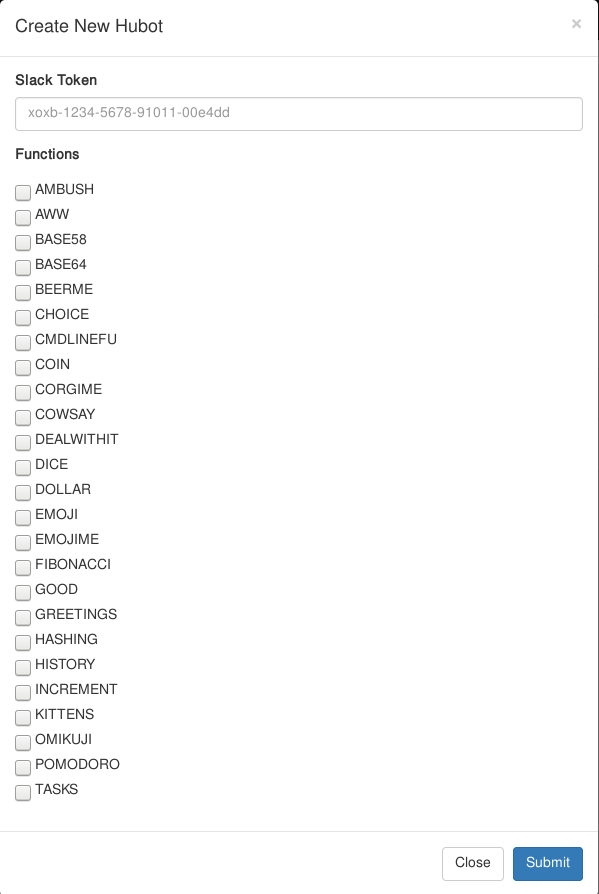 Create New Hubot ×
Slack Token
xoxb-1234-5678-91011-00e4dd
Functions
AMBUSH
AWW
BASE58
BASE64
BEERME
CHOICE
CMDLINEFU
COIN
CORGIME
COWSAY
DEALWITHIT
DICE
DOLLAR
EMOJI
EMOJIME
FIBONACCI
GOOD
GREETINGS
HASHING
HISTORY
INCREMENT
KITTENS
OMIKUJI
POMODORO
TASKS
Close Submit